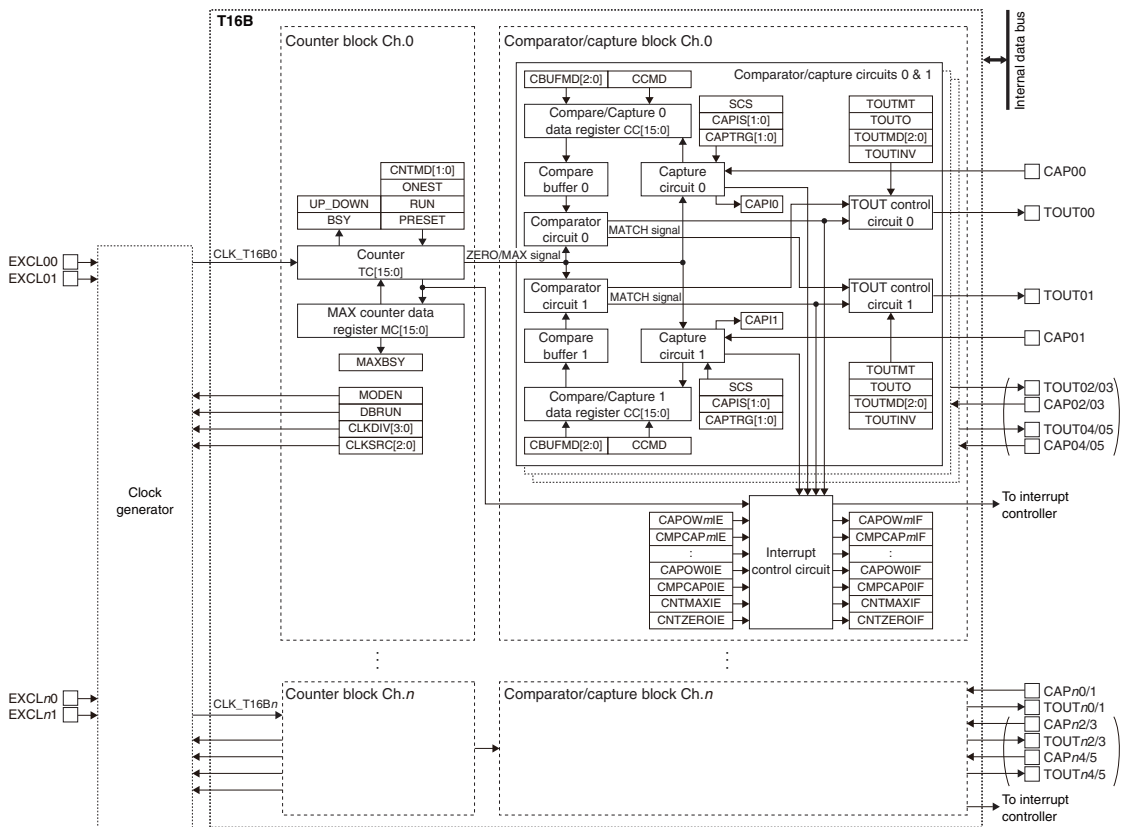 T16B
Counter block Ch.0
Comparator/capture block Ch.0
Internal data bus
Comparator/capture circuits 0 & 1
CBUFMD[2:0]
CCMD
Compare/Capture 0
data register CC[15:0]
SCS
CAPIS[1:0]
CAPTRG[1:0]
TOUTMT
TOUTO
TOUTMD[2:0]
TOUTINV
CNTMD[1:0]
ONEST
UP_DOWN
RUN
BSY
PRESET
Compare
buffer 0
Capture
circuit 0
CAPI0
CAP00
Comparator
circuit 0
MATCH signal
TOUT control
circuit 0
TOUT00
EXCL00
EXCL01
CLK_T16B0
Counter
TC[15:0]
ZERO/MAX signal
Comparator
circuit 1
MATCH signal
TOUT control
circuit 1
TOUT01
MAX counter data
register MC[15:0]
MAXBSY
Compare
buffer 1
Capture
circuit 1
CAPI1
CAP01
MODEN
DBRUN
CLKDIV[3:0]
CLKSRC[2:0]
Compare/Capture 1
data register CC[15:0]
CBUFMD[2:0]
CCMD
SCS
CAPIS[1:0]
CAPTRG[1:0]
TOUTMT
TOUTO
TOUTMD[2:0]
TOUTINV
TOUT02/03
CAP02/03
TOUT04/05
CAP04/05
Clock
generator
To interrupt
controller
CAPOWmIE
CMPCAPmIE
:
CAPOW0IE
CMPCAP0IE
CNTMAXIE
CNTZEROIE
Interrupt
control circuit
CAPOWmIF
CMPCAPmIF
:
CAPOW0IF
CMPCAP0IF
CNTMAXIF
CNTZEROIF
⋮
⋮
EXCLn0
EXCLn1
CLK_T16Bn
Counter block Ch.n
Comparator/capture block Ch.n
CAPn0/1
TOUTn0/1
CAPn2/3
TOUTn2/3
CAPn4/5
TOUTn4/5
To interrupt
controller